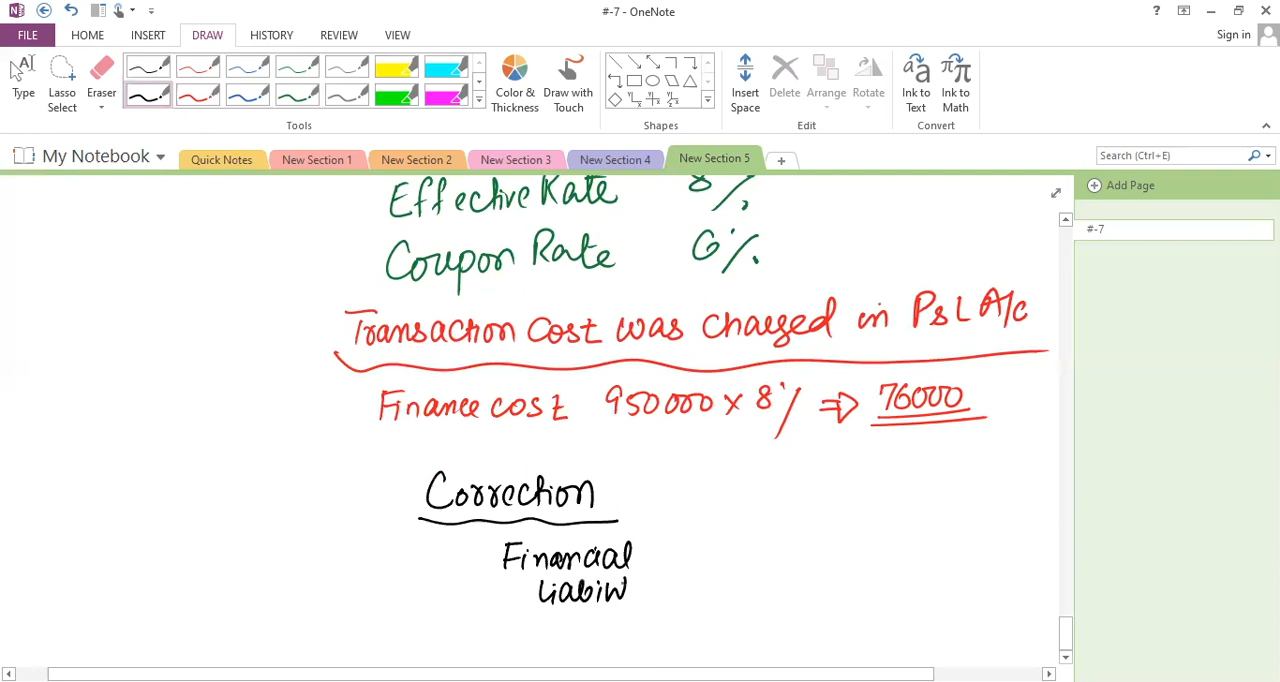 #-7 - OneNote
?
Sign in
FILE HOME INSERT DRAW HISTORY REVIEW VIEW
Type
Lasso Select
Eraser
Color & Thickness
Draw with Touch
Insert Space
Delete
Arrange
Rotate
Ink to Text
Ink to Math
Tools
Shapes
Edit
Convert
My Notebook
Quick Notes
New Section 1
New Section 2
New Section 3
New Section 4
New Section 5
Search (Ctrl+E)
Add Page
#-7
Effective Rate 8%
Coupon Rate 6%
Transaction Cost was charged in P&L A/c
Finance cost 950000 × 8% ⇒ 76000
Correction
Financial
Liabili